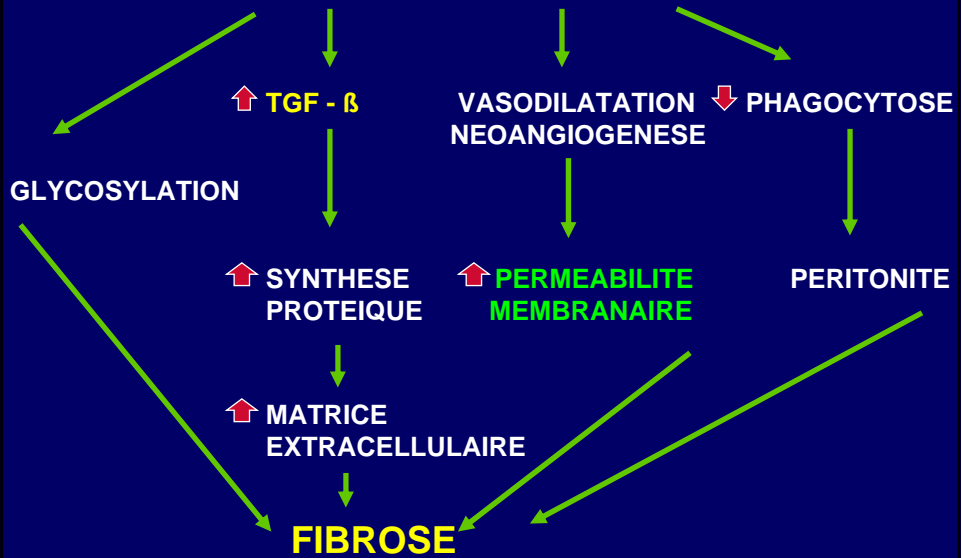 TGF - ß
VASODILATATION
NEOANGIOGENESE
PHAGOCYTOSE
GLYCOSYLATION
SYNTHESE
PROTEIQUE
PERMEABILITE
MEMBRANAIRE
PERITONITE
MATRICE
EXTRACELLULAIRE
FIBROSE